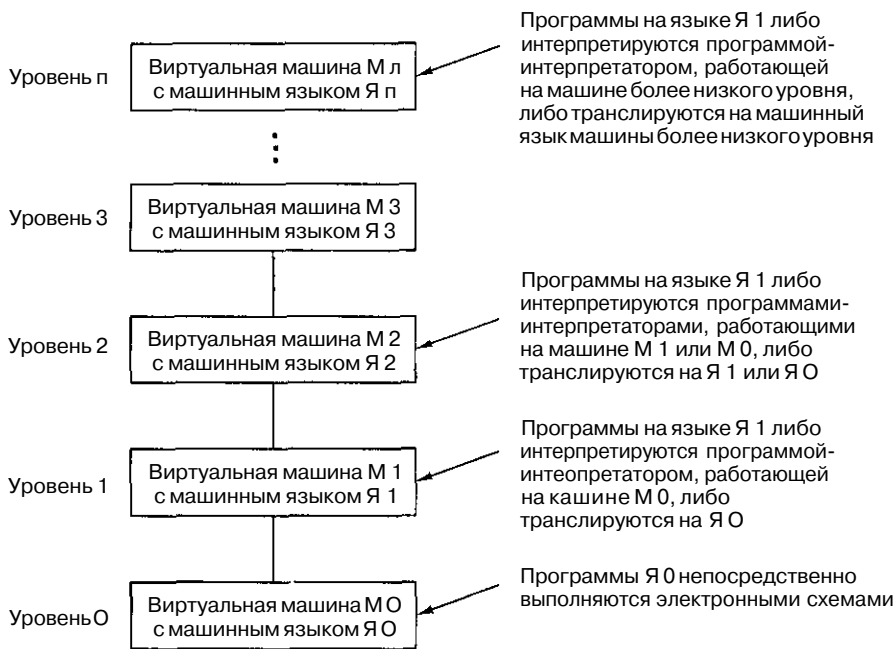 Программы на языке Я 1 либо
интерпретируются программой-
интерпретатором, работающей
на машине более низкого уровня,
либо транслируются на машинный
язык машины более низкого уровня
Уровень п
Виртуальная машина М л
с машинным языком Я п
Уровень 3
Виртуальная машина М 3
с машинным языком Я 3
Программы на языке Я 1 либо
интерпретируются программами-
интерпретаторами, работающими
на машине М 1 или М 0, либо
транслируются на Я 1 или Я О
Уровень 2
Виртуальная машина М 2
с машинным языком Я 2
Программы на языке Я 1 либо
интерпретируются программой-
интеопретатором, работающей
на кашине М 0, либо
транслируются на Я О
Уровень 1
Виртуальная машина М 1
с машинным языком Я 1
Программы Я 0 непосредственно
выполняются электронными схемами
Уровень О
Виртуальная машина М О
с машинным языком Я О